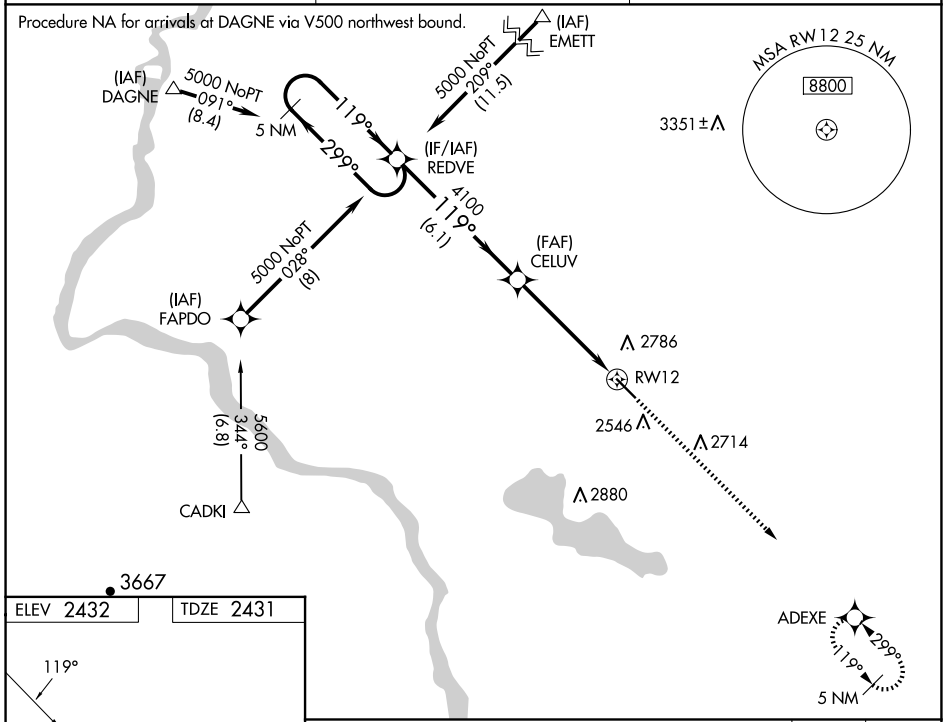 Procedure NA for arrivals at DAGNE via V500 northwest bound.
(IAF)
EMETT
MSA RW12 25 NM
8800
(IAF)
DAGNE
5000 NoPT
091°
(8.4)
5 NM
119°
299°
5000 NoPT
209°
(11.5)
3351±
(IF/IAF)
REDVE
4100
119°
(6.1)
(FAF)
CELUV
5000 NoPT
028°
(8)
(IAF)
FAPDO
2786
RW12
2546
2714
5600
344°
(6.8)
CADKI
2880
3667
ELEV 2432
TDZE 2431
119°
ADEXE
299°
119°
5 NM